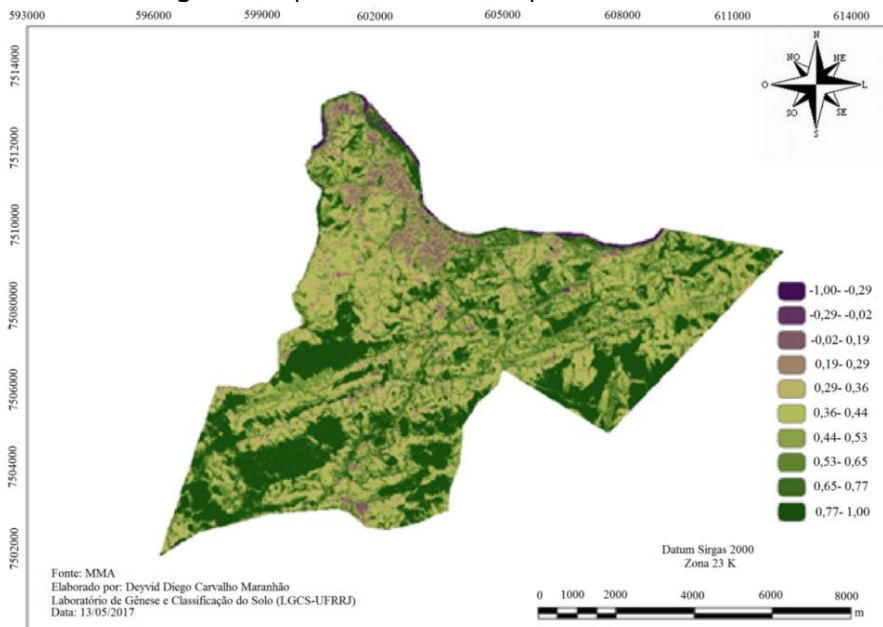 593000 596000 599000 602000 605000 608000 611000 614000
7514000
7512000
7510000
75080000
7506000
7504000
7502000
N
NO NE
O L
SO SE
S
-1,00- -0,29
-0,29- -0,02
-0,02- 0,19
0,19- 0,29
0,29- 0,36
0,36- 0,44
0,44- 0,53
0,53- 0,65
0,65- 0,77
0,77- 1,00
Datum Sirgas 2000
Zona 23 K
Fonte: MMA
Elaborado por: Deyvid Diego Carvalho Maranhão
Laboratório de Gênese e Classificação do Solo (LGCS-UFRRJ)
Data: 13/05/2017
0 1000 2000 4000 6000 8000
m